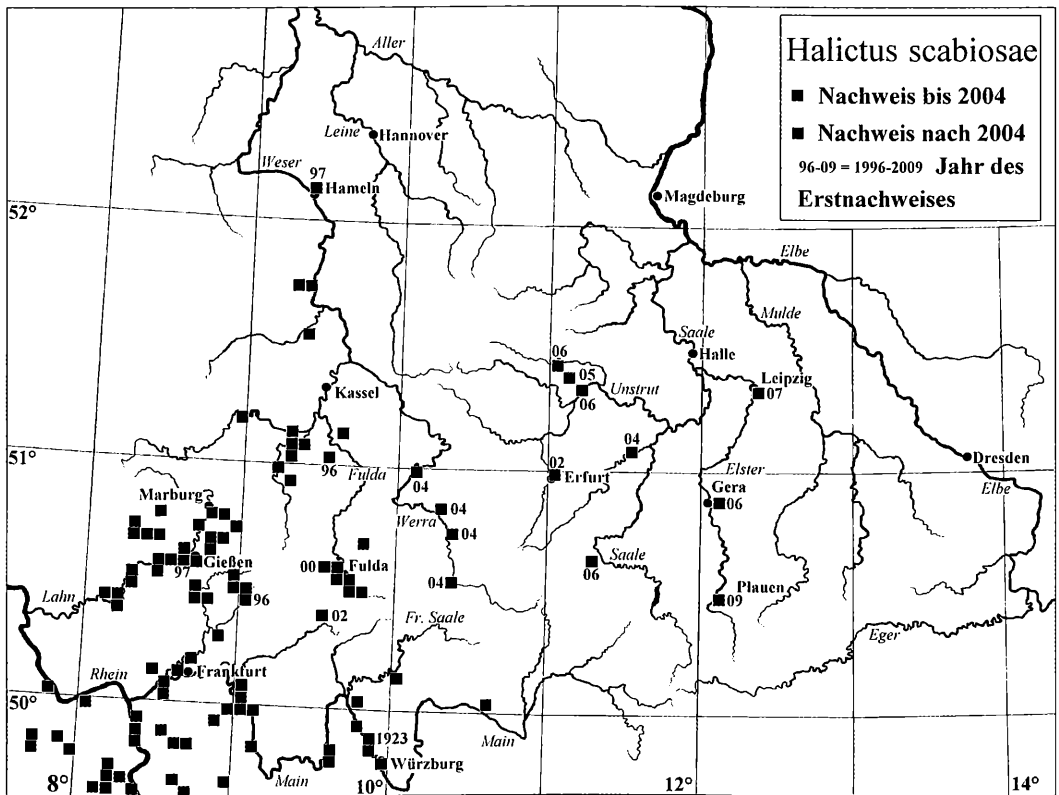 Halictus scabiosae
Nachweis bis 2004
Nachweis nach 2004
96-09 = 1996-2009 Jahr des
Erstnachweises
Aller
Leine
Hannover
Weser
97
Hameln
52°
Magdeburg
Elbe
Mulde
Saale
Halle
06
05
06
Unstrut
Leipzig
07
Kassel
04
51°
96
Fulda
02
Erfurt
Elster
Dresden
Elbe
Marburg
04
Gera
06
04
Werra
04
Gießen
97
00
Fulda
Saale
06
04
Plauen
09
Lahn
96
02
Fr. Saale
Eger
Rhein
Frankfurt
50°
1923
Main
Würzburg
Main
8°
10°
12°
14°